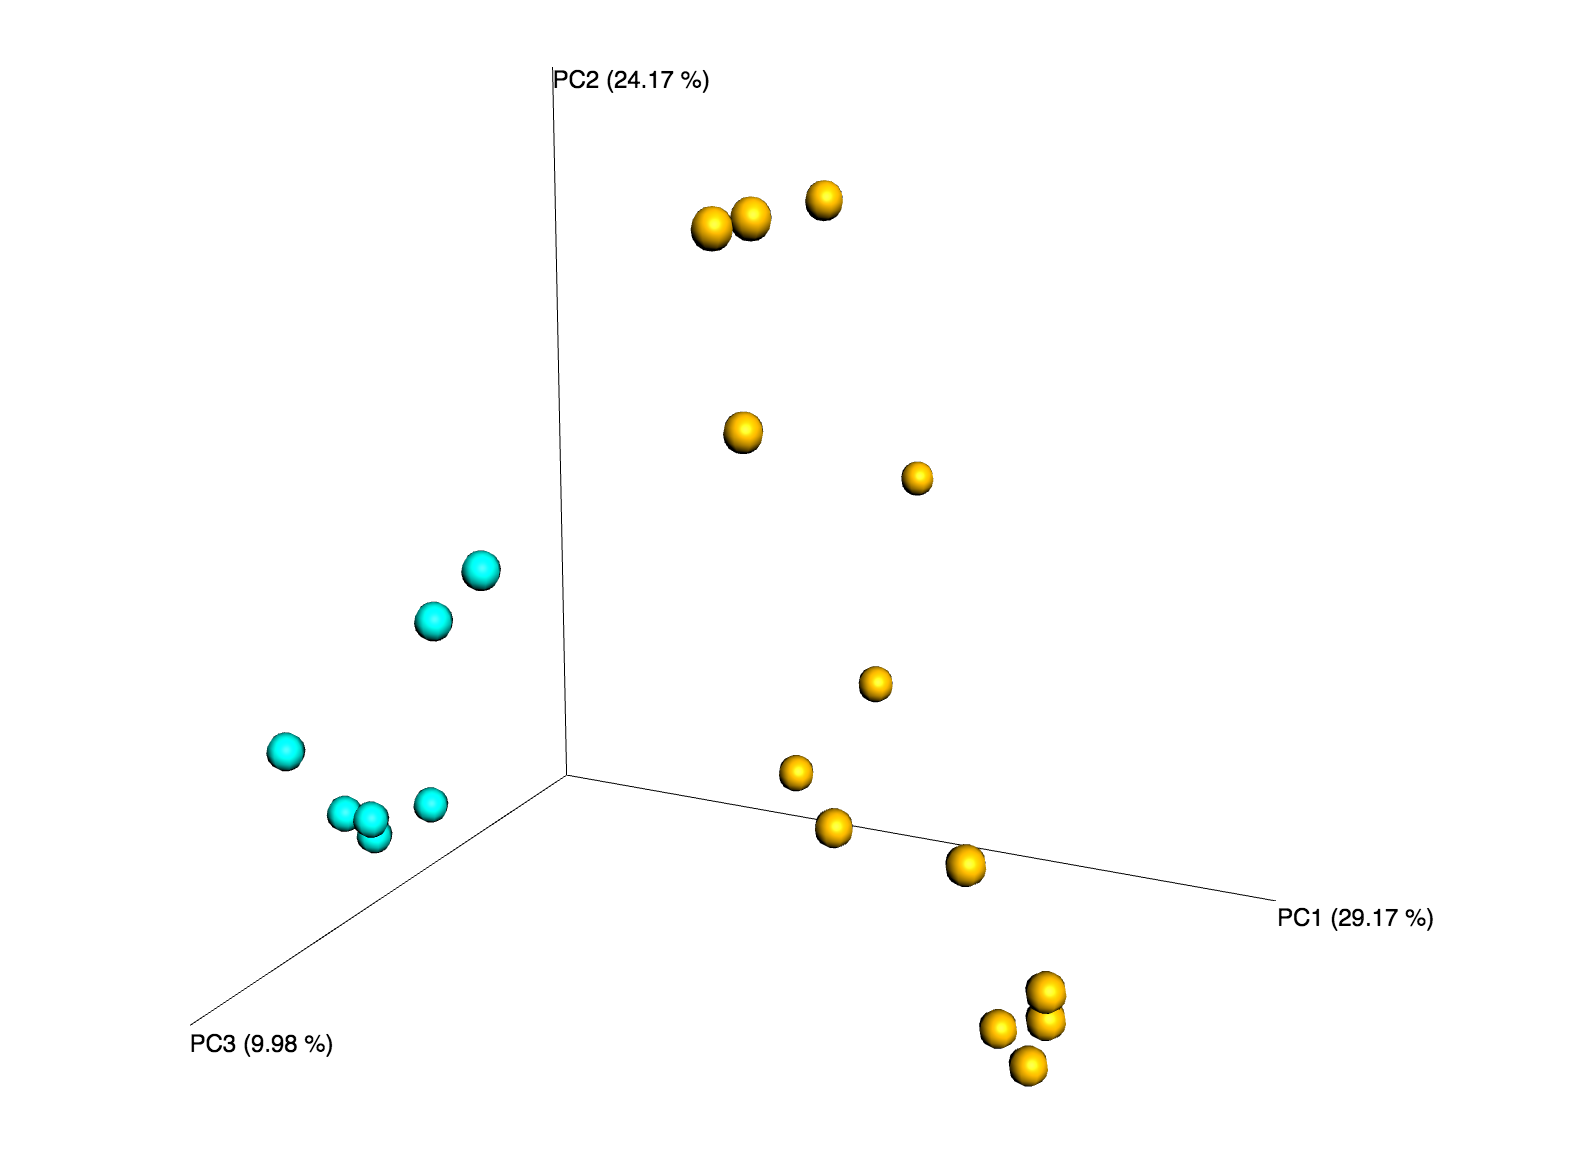 PC2 (24.17 %)
PC1 (29.17 %)
PC3 (9.98 %)